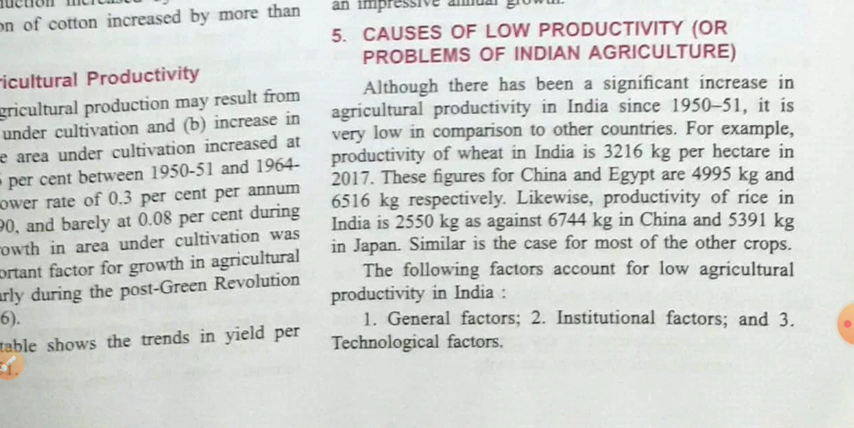 on of cotton increased by more than
icultural Productivity
gricultural production may result from
under cultivation and (b) increase in
e area under cultivation increased at
per cent between 1950-51 and 1964-
ower rate of 0.3 per cent per annum
90, and barely at 0.08 per cent during
owth in area under cultivation was
ortant factor for growth in agricultural
rly during the post-Green Revolution
6).
table shows the trends in yield per
an impressive annual growth.
5. CAUSES OF LOW PRODUCTIVITY (OR
PROBLEMS OF INDIAN AGRICULTURE)
Although there has been a significant increase in
agricultural productivity in India since 1950–51, it is
very low in comparison to other countries. For example,
productivity of wheat in India is 3216 kg per hectare in
2017. These figures for China and Egypt are 4995 kg and
6516 kg respectively. Likewise, productivity of rice in
India is 2550 kg as against 6744 kg in China and 5391 kg
in Japan. Similar is the case for most of the other crops.
The following factors account for low agricultural
productivity in India :
1. General factors; 2. Institutional factors; and 3.
Technological factors.